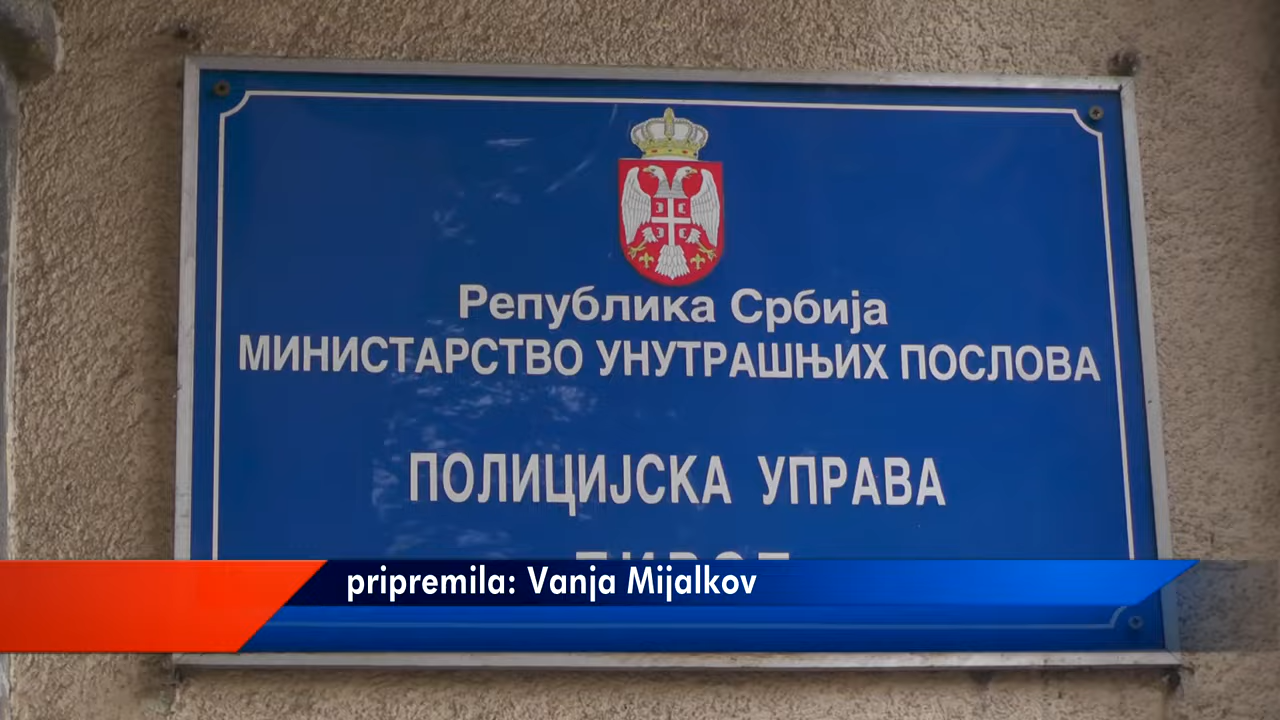 Република Србија
МИНИСТАРСТВО УНУТРАШЊИХ ПОСЛОВА
ПОЛИЦИЈСКА УПРАВА
pripremila: Vanja Mijalkov